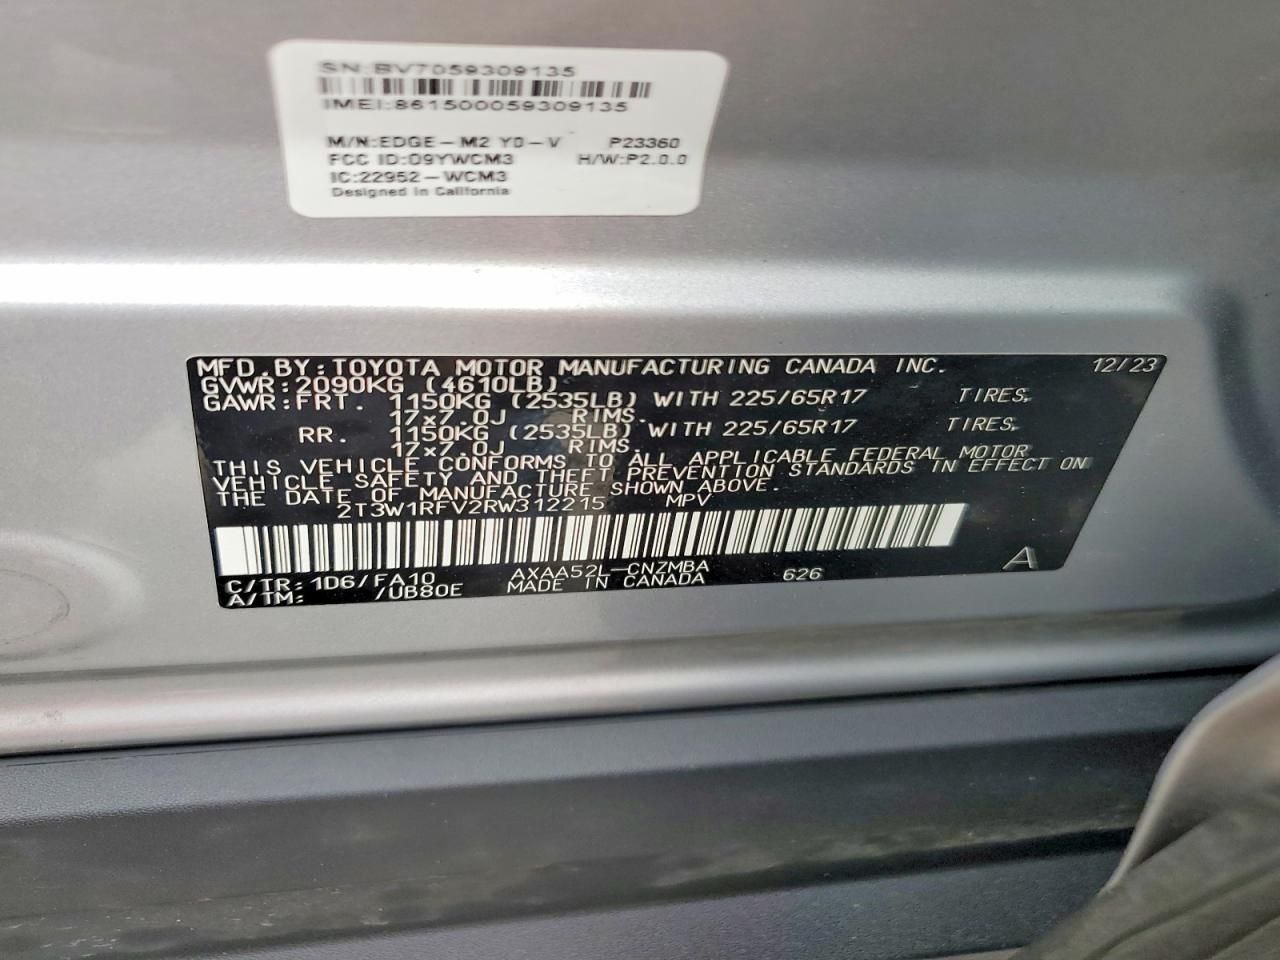 SN:BV7059309135
IMEI:861500059309135
M/N:EDGE-M2 Y0-V P23360
FCC ID:O9YWCM3 H/W:P2.0.0
IC:22952-WCM3
Designed in California
MFD.BY:TOYOTA MOTOR MANUFACTURING CANADA INC. 12/23
GVWR:2090KG (4610LB)
GAWR:FRT. 1150KG (2535LB) WITH 225/65R17 TIRES,
17x7.0J RIMS.
RR. 1150KG (2535LB) WITH 225/65R17 TIRES,
17x7.0J RIMS.
THIS VEHICLE CONFORMS TO ALL APPLICABLE FEDERAL MOTOR
VEHICLE SAFETY AND THEFT PREVENTION STANDARDS IN EFFECT ON
THE DATE OF MANUFACTURE SHOWN ABOVE.
2T3W1RFV2RW312215 MPV
C/TR: 1D6/FA10 AXAA52L-CNZMBA 626 A
A/TM: /UB80E MADE IN CANADA